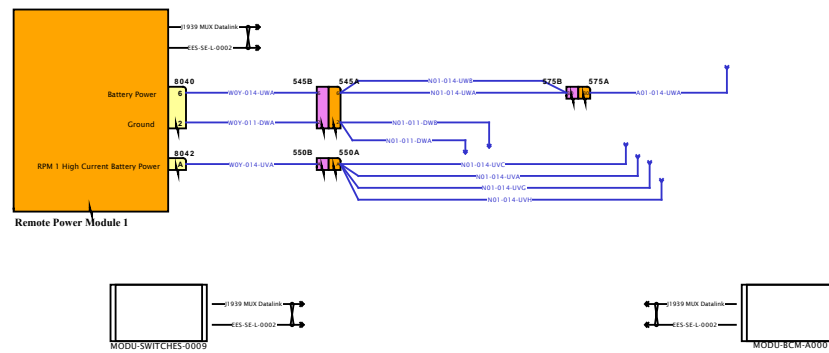 J1939 MUX Datalink
EES-SE-L-0002
8040
545B
545A
575B
575A
Battery Power
6
W0Y-014-UWA
N01-014-UWB
N01-014-UWA
A01-014-UWA
Ground
2
W0Y-011-DWA
N01-011-DWB
N01-011-DWA
8042
550B
550A
RPM 1 High Current Battery Power
A
W0Y-014-UVA
N01-014-UVC
N01-014-UVA
N01-014-UVG
N01-014-UVH
Remote Power Module 1
J1939 MUX Datalink
EES-SE-L-0002
MODU-SWITCHES-0009
J1939 MUX Datalink
EES-SE-L-0002